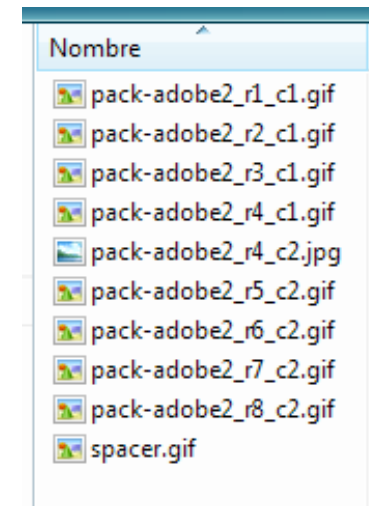 Nombre
pack-adobe2_r1_c1.gif
pack-adobe2_r2_c1.gif
pack-adobe2_r3_c1.gif
pack-adobe2_r4_c1.gif
pack-adobe2_r4_c2.jpg
pack-adobe2_r5_c2.gif
pack-adobe2_r6_c2.gif
pack-adobe2_r7_c2.gif
pack-adobe2_r8_c2.gif
spacer.gif